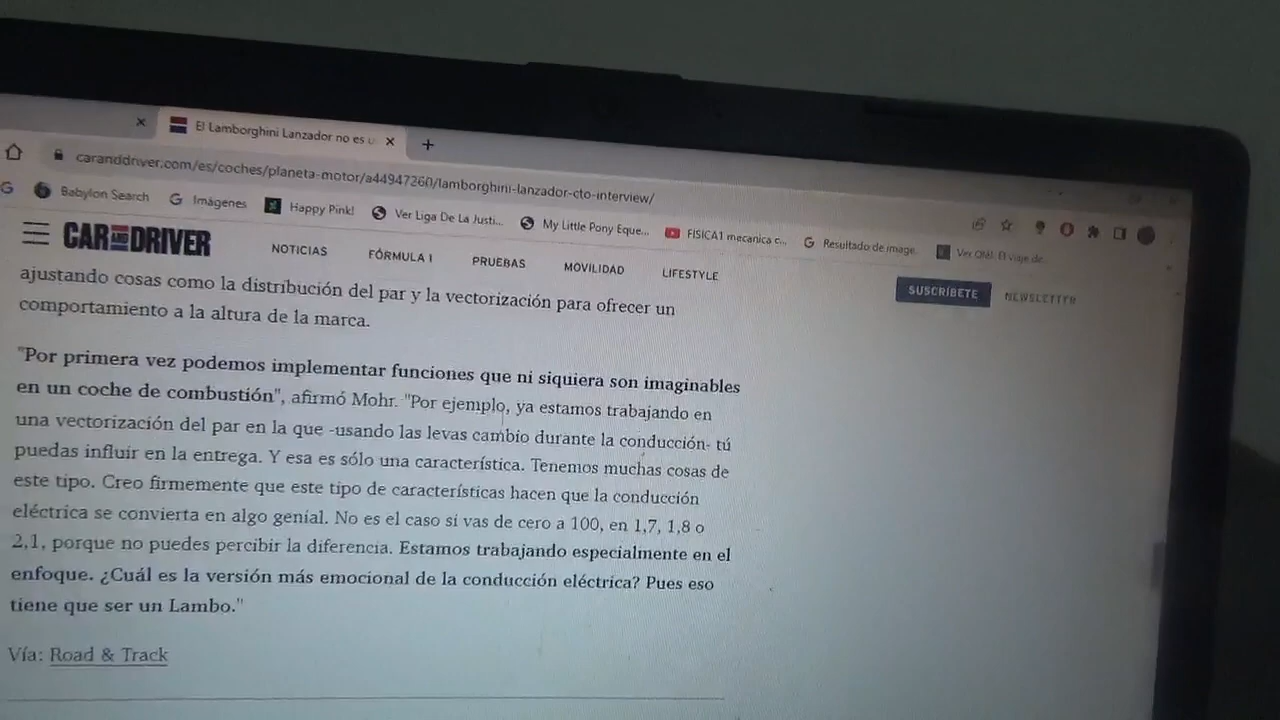 El Lamborghini Lanzador no es u
caranddriver.com/es/coches/planeta-motor/a44947260/lamborghini-lanzador-cto-interview/
Babylon Search Imágenes Happy Pink! Ver Liga De La Justi... My Little Pony Eque... FISICA1 mecanica c... Resultado de image. Ver
CAR AND DRIVER NOTICIAS FÓRMULA 1 PRUEBAS MOVILIDAD LIFESTYLE SUSCRÍBETE NEWSLETTER
ajustando cosas como la distribución del par y la vectorización para ofrecer un
comportamiento a la altura de la marca.
"Por primera vez podemos implementar funciones que ni siquiera son imaginables
en un coche de combustión", afirmó Mohr. "Por ejemplo, ya estamos trabajando en
una vectorización del par en la que -usando las levas cambio durante la conducción- tú
puedas influir en la entrega. Y esa es sólo una característica. Tenemos muchas cosas de
este tipo. Creo firmemente que este tipo de características hacen que la conducción
eléctrica se convierta en algo genial. No es el caso si vas de cero a 100, en 1,7, 1,8 o
2,1, porque no puedes percibir la diferencia. Estamos trabajando especialmente en el
enfoque. ¿Cuál es la versión más emocional de la conducción eléctrica? Pues eso
tiene que ser un Lambo."
Vía: Road & Track